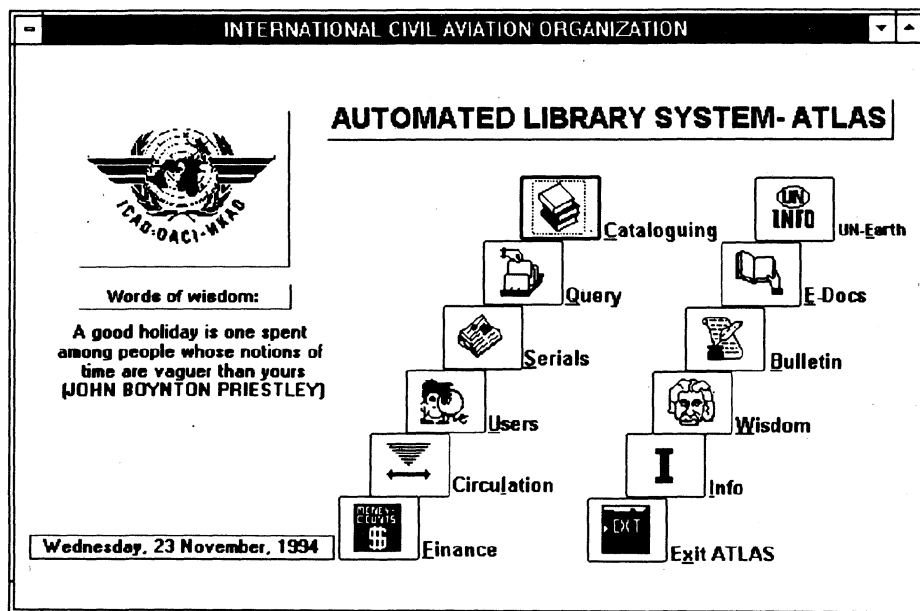 INTERNATIONAL CIVIL AVIATION ORGANIZATION
AUTOMATED LIBRARY SYSTEM- ATLAS
ICAO·OACI·ИКАО
Words of wisdom:
A good holiday is one spent
among people whose notions of
time are vaguer than yours
(JOHN BOYNTON PRIESTLEY)
Wednesday, 23 November, 1994
Cataloguing
Query
Serials
Users
Circulation
MONEY-
COUNTS
$
Finance
UN
INFO
UN-Earth
E-Docs
Bulletin
Wisdom
I
Info
EXIT
Exit ATLAS